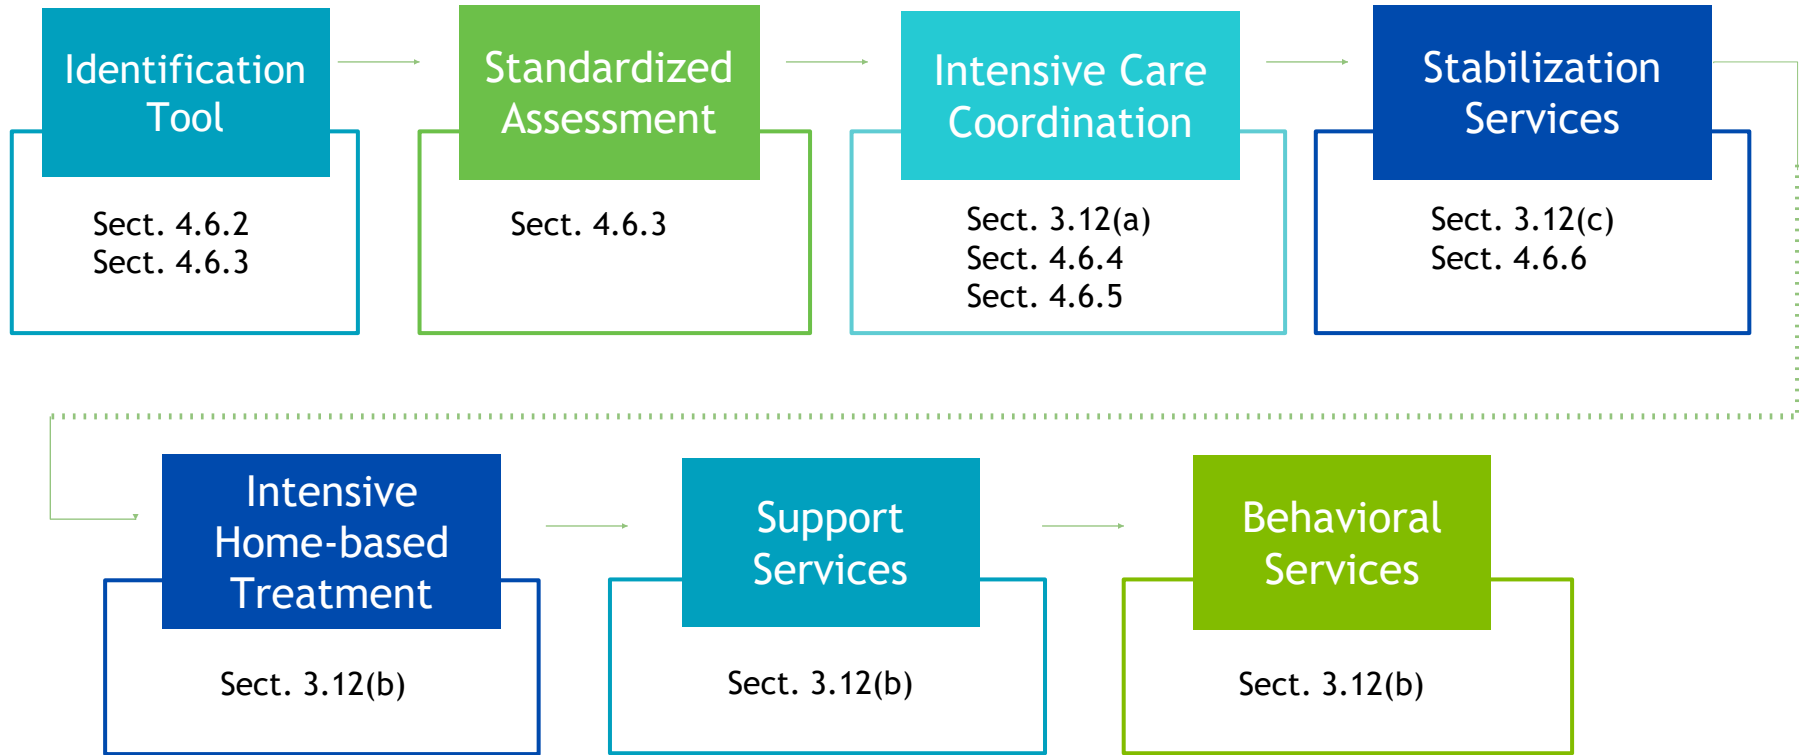 Identification
Tool
Sect. 4.6.2
Sect. 4.6.3
Standardized
Assessment
Sect. 4.6.3
Intensive Care
Coordination
Sect. 3.12(a)
Sect. 4.6.4
Sect. 4.6.5
Stabilization
Services
Sect. 3.12(c)
Sect. 4.6.6
Intensive
Home-based
Treatment
Sect. 3.12(b)
Support
Services
Sect. 3.12(b)
Behavioral
Services
Sect. 3.12(b)